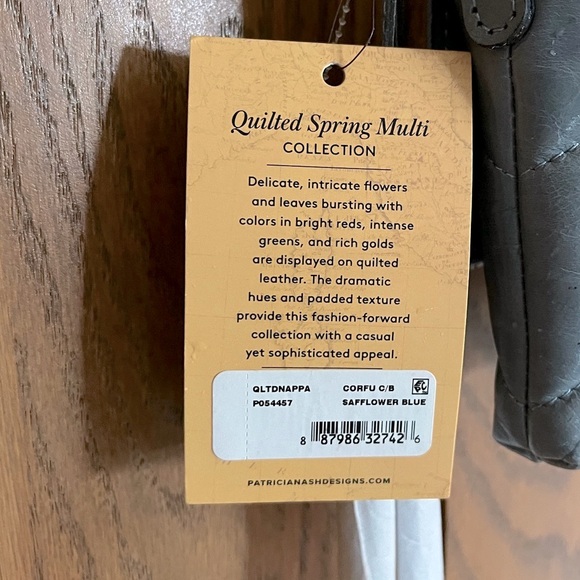 Quilted Spring Multi
COLLECTION
Delicate, intricate flowers
and leaves bursting with
colors in bright reds, intense
greens, and rich golds
are displayed on quilted
leather. The dramatic
hues and padded texture
provide this fashion-forward
collection with a casual
yet sophisticated appeal.
QLTDNAPPA CORFU C/B
P054457 SAFFLOWER BLUE
8 87986 32742 6
PATRICIANASHDESIGNS.COM